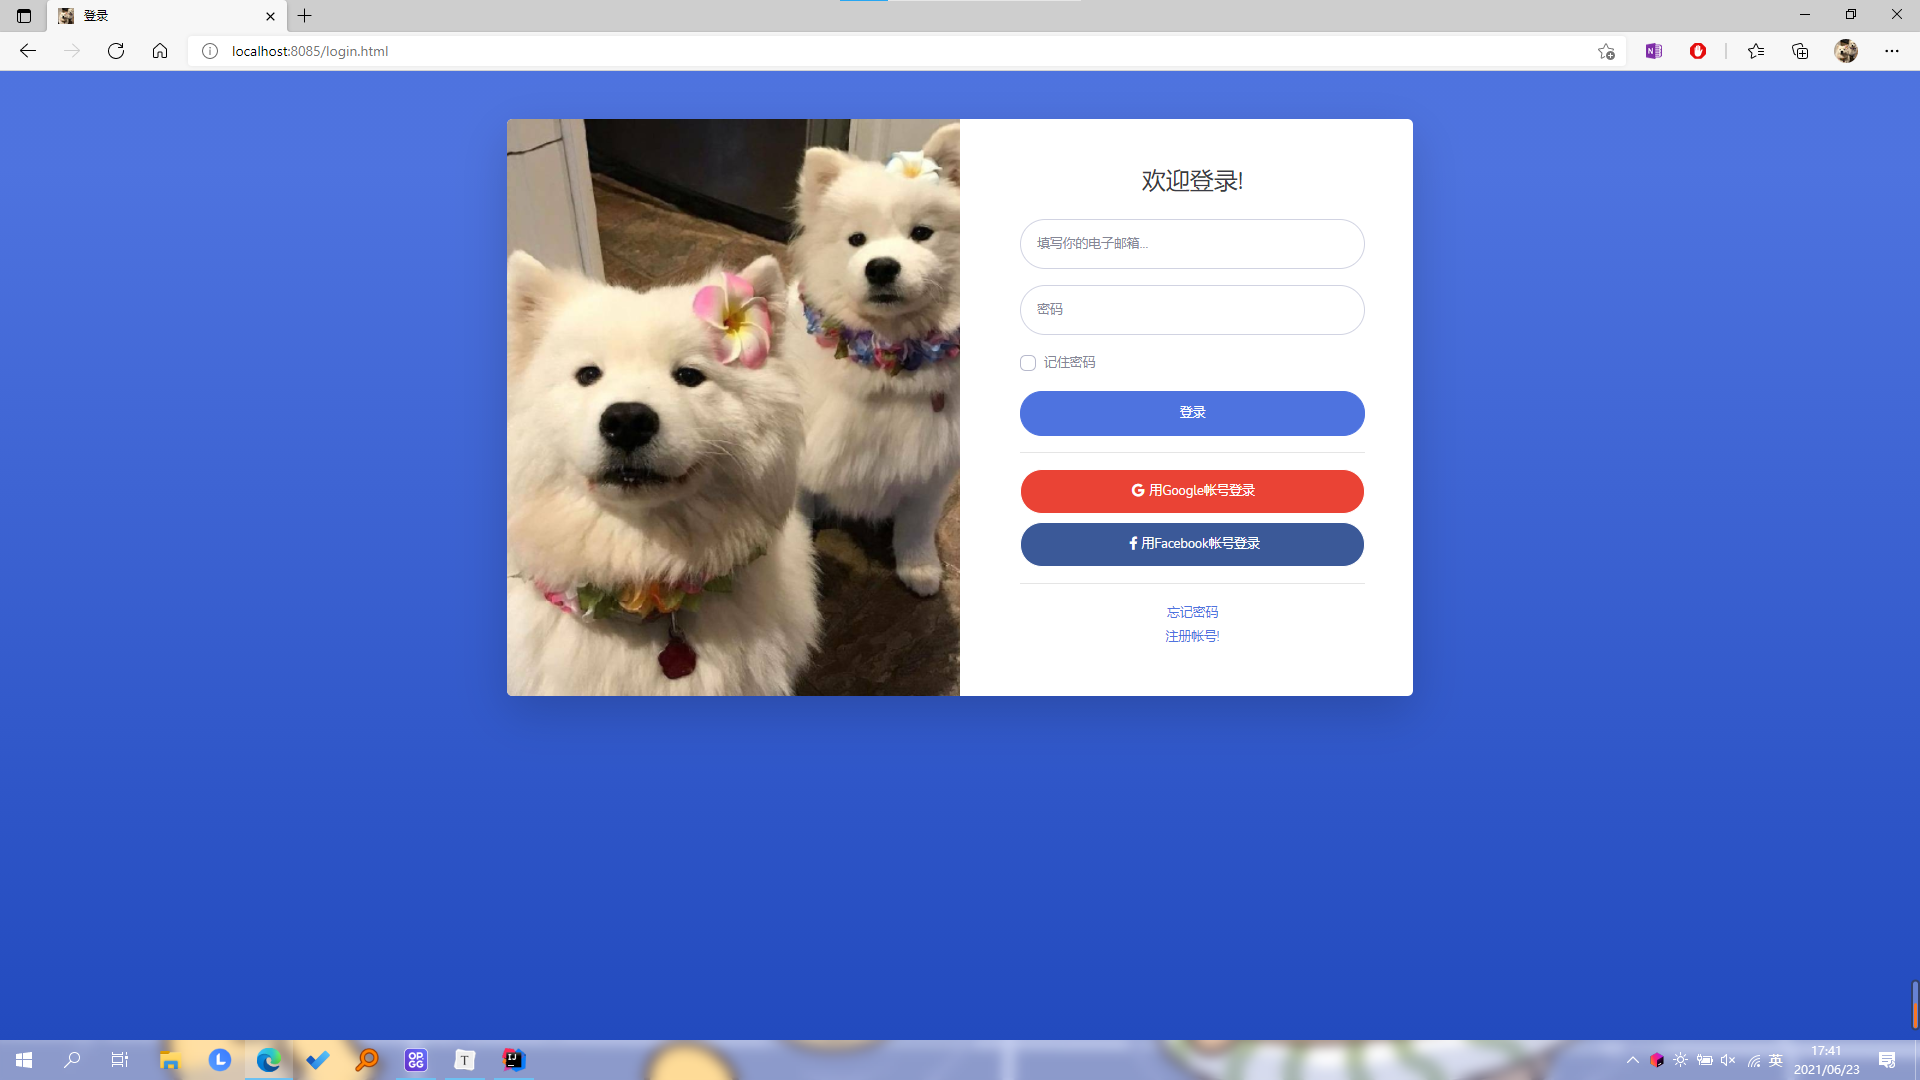 登录
localhost:8085/login.html
欢迎登录!
填写你的电子邮箱...
密码
记住密码
登录
用Google帐号登录
用Facebook帐号登录
忘记密码
注册帐号!
OP.GG
T
IJ
英
17:41
2021/06/23